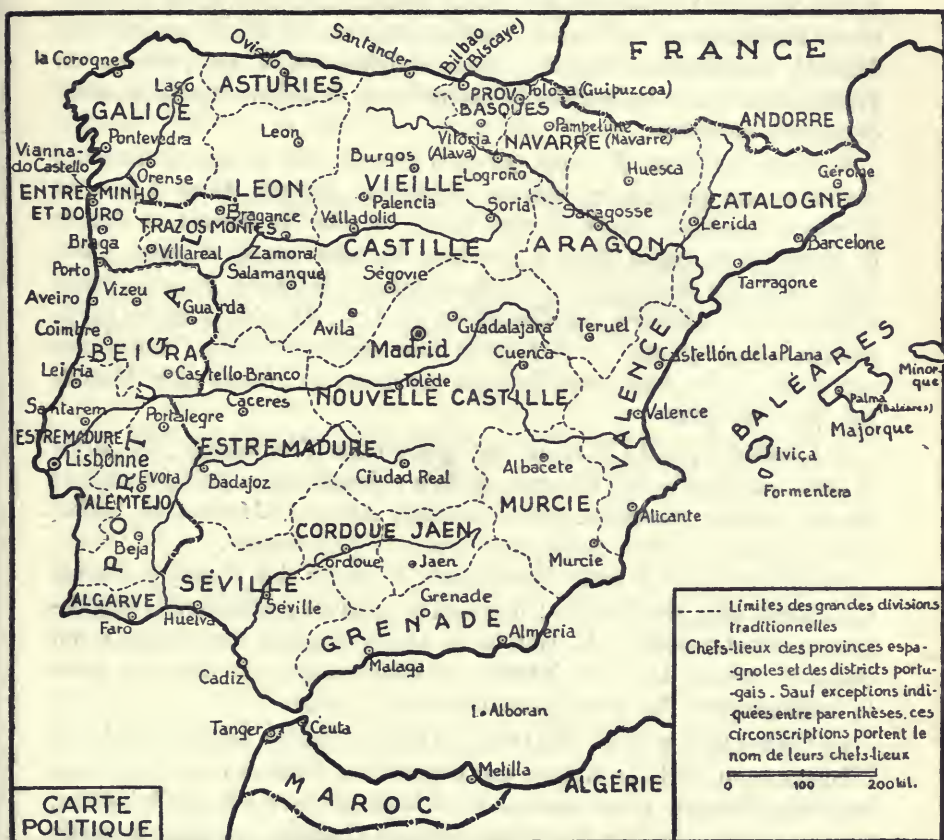 FRANCE
la Corogne
Oviedo
Santander
Bilbao
(Biscaye)
ASTURIES
Lago
GALICE
PROV.
BASQUES
Tolosa (Guipuzcoa)
ANDORRE
Pontevedra
Leon
Vitoria
(Alava)
Pampelune
NAVARRE (Navarre)
Vianna-
do Castello
Orense
Burgos
Logroño
Huesca
Gérone
ENTRE MINHO
ET DOURO
LEON
VIEILLE
Palencia
CATALOGNE
Bragance
TRAZ OS MONTES
Valladolid
Soria
Saragosse
Lerida
Braga
Villareal
Zamora
CASTILLE
ARAGON
Barcelone
Porto
Salamanque
Ségovie
Tarragone
Aveiro
Vizeu
Guarda
Avila
Guadalajara
Teruel
Coïmbre
Madrid
Cuenca
BEIRA
Castellón de la Plana
BALÉARES
Minor-
que
Leiria
Castello-Branco
Tolède
NOUVELLE CASTILLE
Palma
(Baléares)
Majorque
Santarem
Portalegre
Caceres
Valence
VALENCE
ESTREMADURE
ESTREMADURE
Iviça
Lisbonne
Evora
Badajoz
Ciudad Real
Albacete
Formentera
ALEMTEJO
MURCIE
Alicante
PORTUGAL
Beja
CORDOUE
JAEN
Cordoue
Jaen
Murcie
SÉVILLE
ALGARVE
Séville
Grenade
Faro
Huelva
GRENADE
Almeria
Malaga
Cadiz
I. Alboran
Tanger
Ceuta
Melilla
MAROC
ALGÉRIE
Limites des grandes divisions
traditionnelles
Chefs-lieux des provinces espa-
-gnoles et des districts portu-
-gais. Sauf exceptions indi-
-quées entre parenthèses, ces
circonscriptions portent le
nom de leurs chefs-lieux
0 100 200 kil.
CARTE
POLITIQUE